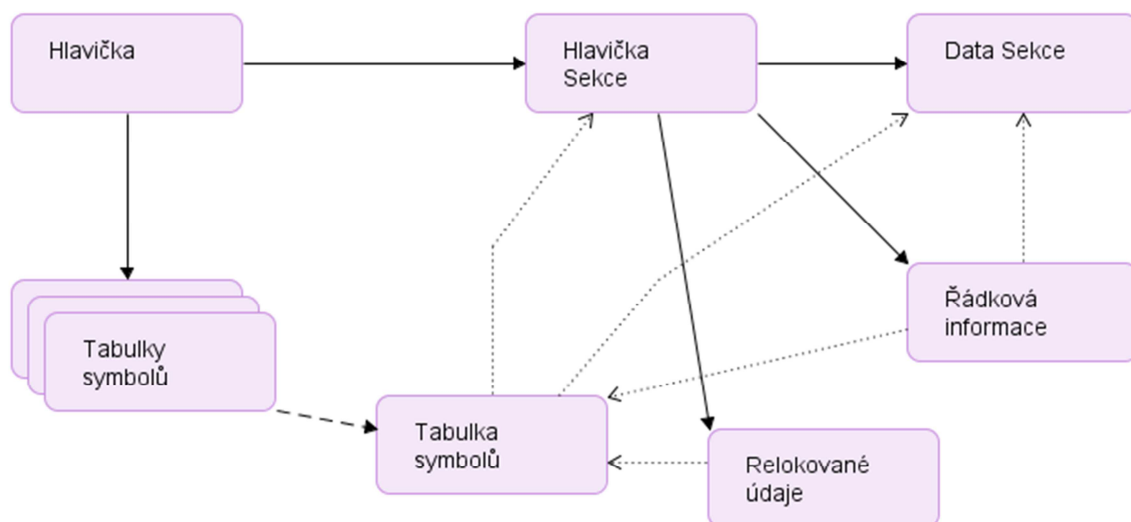 Hlavička
Hlavička
Sekce
Data Sekce
Řádková
informace
Tabulky
symbolů
Tabulka
symbolů
Relokované
údaje